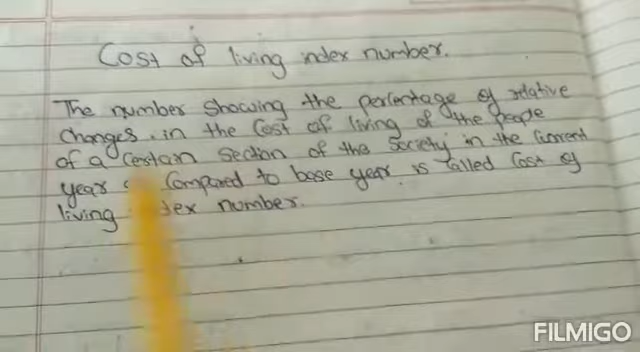 Cost of living index number.
The number showing the percentage of relative
changes in the Cost of living of the people
of a Certain Section of the Society in the Current
year Compared to base year is Called Cost of
living dex number.
FILMIGO